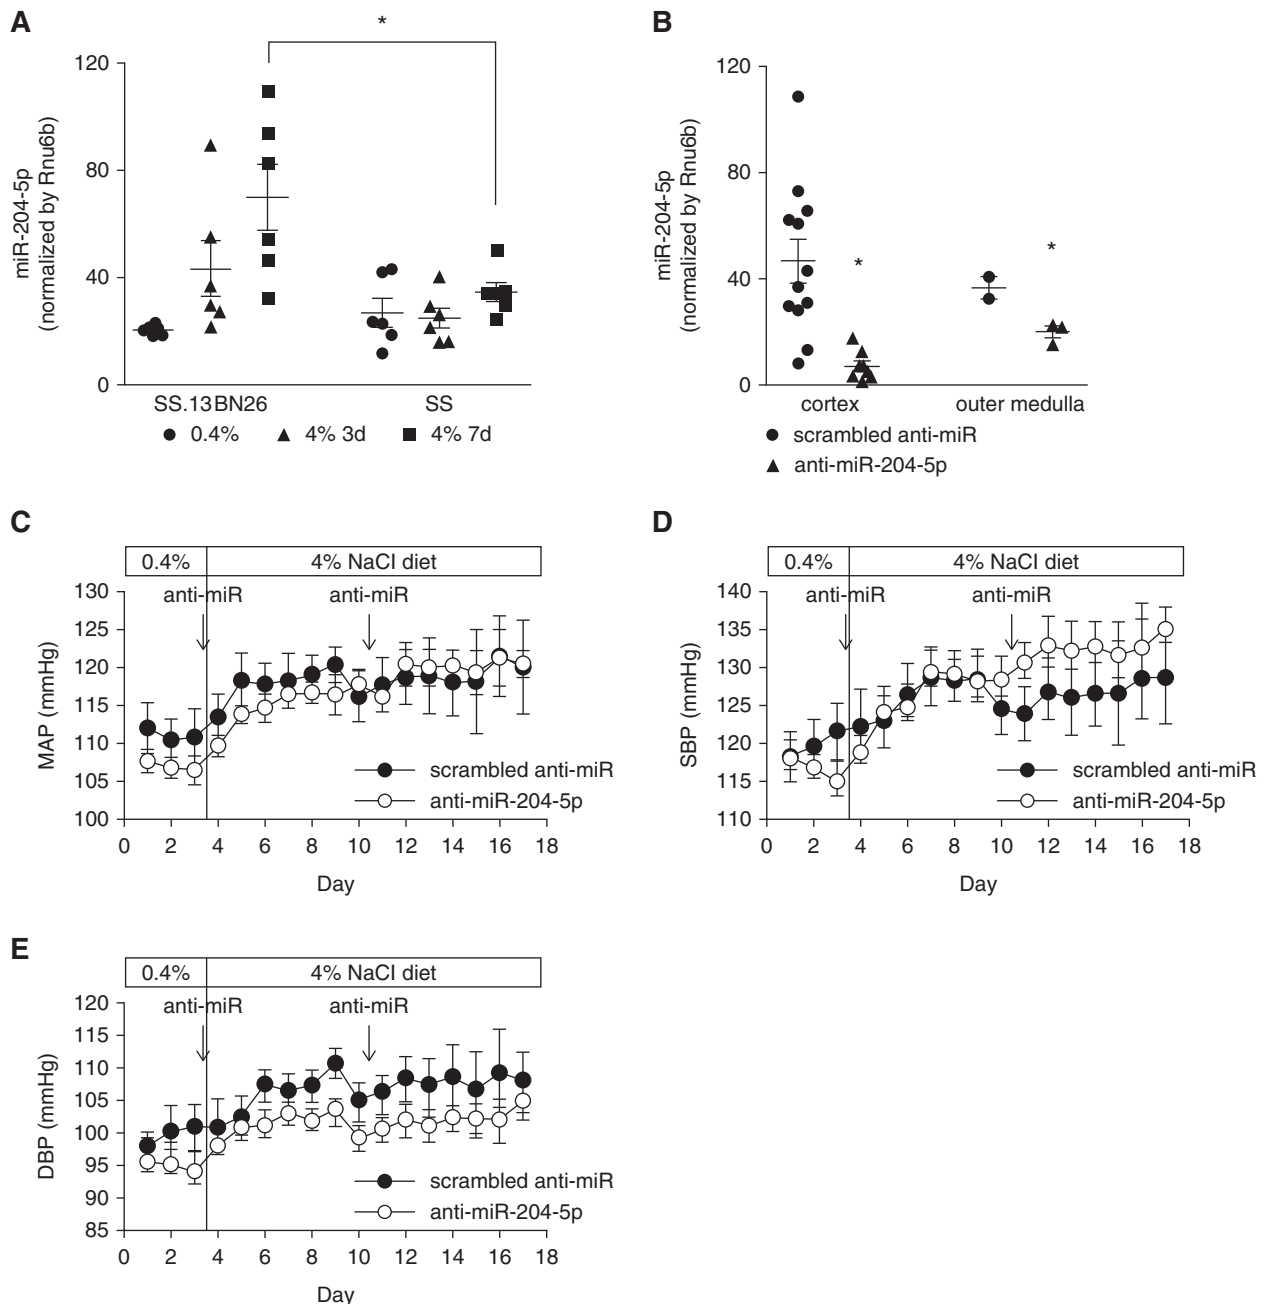 A
*
120
80
40
0
miR-204-5p
(normalized by Rnu6b)
SS.13BN26
SS
0.4%
4% 3d
4% 7d
B
120
80
40
0
miR-204-5p
(normalized by Rnu6b)
*
*
cortex
outer medulla
scrambled anti-miR
anti-miR-204-5p
C
0.4%
4% NaCl diet
anti-miR
anti-miR
130
125
120
115
110
105
100
MAP (mmHg)
scrambled anti-miR
anti-miR-204-5p
0 2 4 6 8 10 12 14 16 18
Day
D
0.4%
4% NaCl diet
anti-miR
anti-miR
140
135
130
125
120
115
110
SBP (mmHg)
scrambled anti-miR
anti-miR-204-5p
0 2 4 6 8 10 12 14 16 18
Day
E
0.4%
4% NaCl diet
anti-miR
anti-miR
120
115
110
105
100
95
90
85
DBP (mmHg)
scrambled anti-miR
anti-miR-204-5p
0 2 4 6 8 10 12 14 16 18
Day